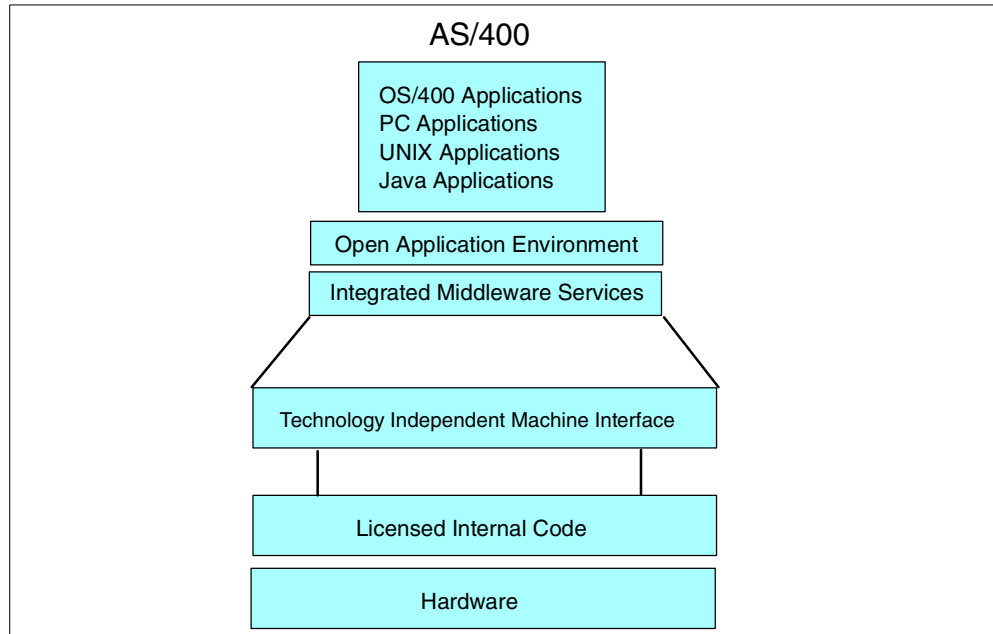 AS/400
OS/400 Applications
PC Applications
UNIX Applications
Java Applications
Open Application Environment
Integrated Middleware Services
Technology Independent Machine Interface
Licensed Internal Code
Hardware